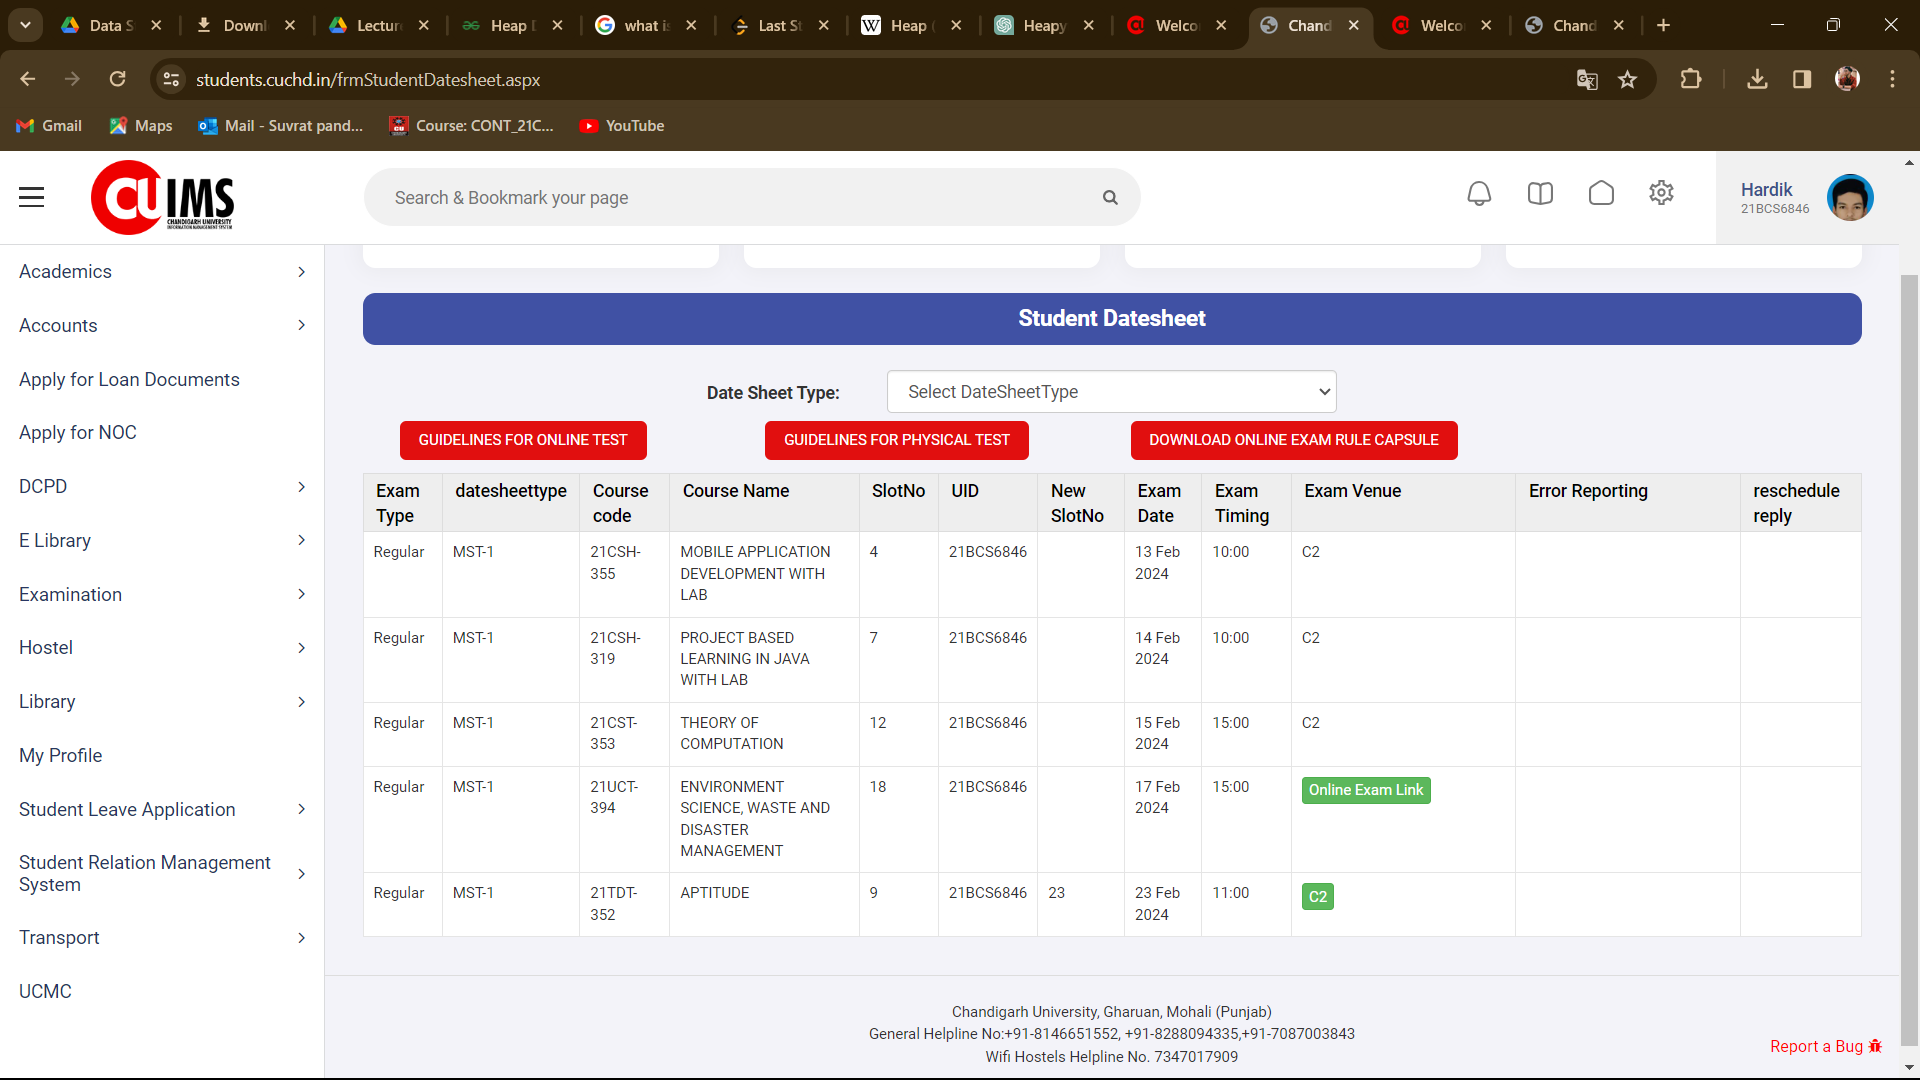 Data S
Downl
Lectur
Heap D
what is
Last St
Heap (
Heapy
Welco
Chand
Welco
Chand
students.cuchd.in/frmStudentDatesheet.aspx
Gmail
Maps
Mail - Suvrat pand...
Course: CONT_21C...
YouTube
CU IMS
CHANDIGARH UNIVERSITY
INFORMATION MANAGEMENT SYSTEM
Search & Bookmark your page
Hardik
21BCS6846
Academics
Accounts
Apply for Loan Documents
Apply for NOC
DCPD
E Library
Examination
Hostel
Library
My Profile
Student Leave Application
Student Relation Management
System
Transport
UCMC
Student Datesheet
Date Sheet Type: Select DateSheetType
GUIDELINES FOR ONLINE TEST GUIDELINES FOR PHYSICAL TEST DOWNLOAD ONLINE EXAM RULE CAPSULE
Exam datesheettype Course Course Name SlotNo UID New Exam Exam Exam Venue Error Reporting reschedule
Type code SlotNo Date Timing reply
Regular MST-1 21CSH- MOBILE APPLICATION 4 21BCS6846 13 Feb 10:00 C2
355 DEVELOPMENT WITH 2024
LAB
Regular MST-1 21CSH- PROJECT BASED 7 21BCS6846 14 Feb 10:00 C2
319 LEARNING IN JAVA 2024
WITH LAB
Regular MST-1 21CST- THEORY OF 12 21BCS6846 15 Feb 15:00 C2
353 COMPUTATION 2024
Regular MST-1 21UCT- ENVIRONMENT 18 21BCS6846 17 Feb 15:00 Online Exam Link
394 SCIENCE, WASTE AND 2024
DISASTER
MANAGEMENT
Regular MST-1 21TDT- APTITUDE 9 21BCS6846 23 23 Feb 11:00 C2
352 2024
Chandigarh University, Gharuan, Mohali (Punjab)
General Helpline No:+91-8146651552, +91-8288094335,+91-7087003843
Wifi Hostels Helpline No. 7347017909
Report a Bug